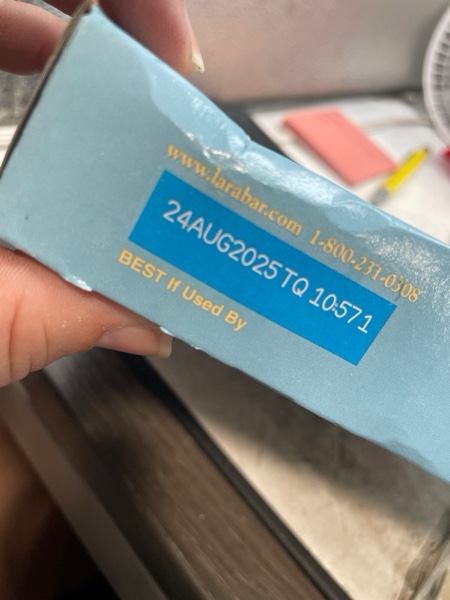 www.larabar.com 1-800-231-0308
24AUG2025 TQ 10:57 1
BEST If Used By